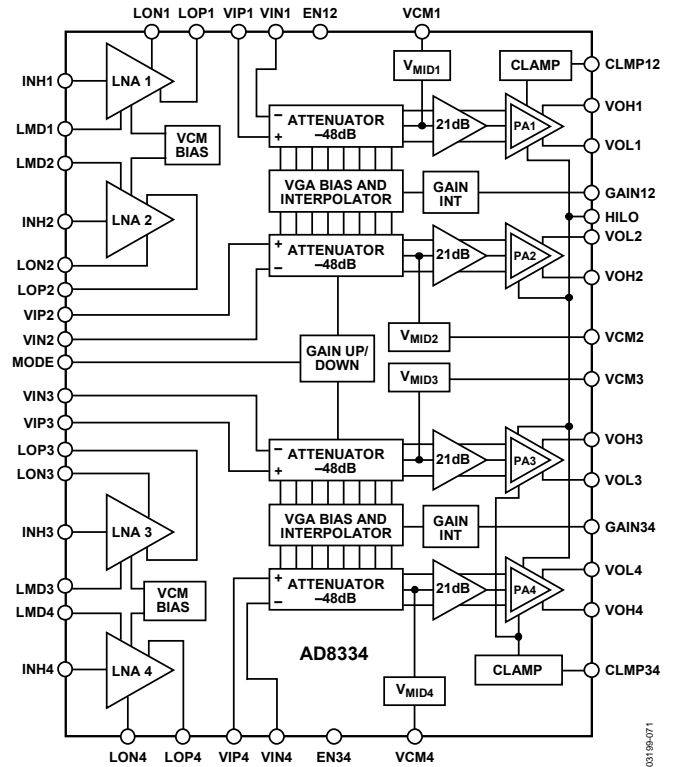 LON1 LOP1 VIP1 VIN1 EN12 VCM1
INH1
LNA 1
VMID1
CLAMP
CLMP12
LMD1
VCM
BIAS
–
+
ATTENUATOR
–48dB
21dB
PA1
VOH1
VOL1
LMD2
VGA BIAS AND
INTERPOLATOR
GAIN
INT
GAIN12
HILO
INH2
LNA 2
+
–
ATTENUATOR
–48dB
21dB
PA2
VOL2
VOH2
LON2
LOP2
VIP2
VIN2
VMID2
VCM2
MODE
GAIN UP/
DOWN
VMID3
VCM3
VIN3
VIP3
LOP3
LON3
–
+
ATTENUATOR
–48dB
21dB
PA3
VOH3
VOL3
INH3
LNA 3
VGA BIAS AND
INTERPOLATOR
GAIN
INT
GAIN34
LMD3
LMD4
VCM
BIAS
+
–
ATTENUATOR
–48dB
21dB
PA4
VOL4
VOH4
INH4
LNA 4
AD8334
CLAMP
CLMP34
VMID4
LON4 LOP4 VIP4 VIN4 EN34 VCM4
03199-071